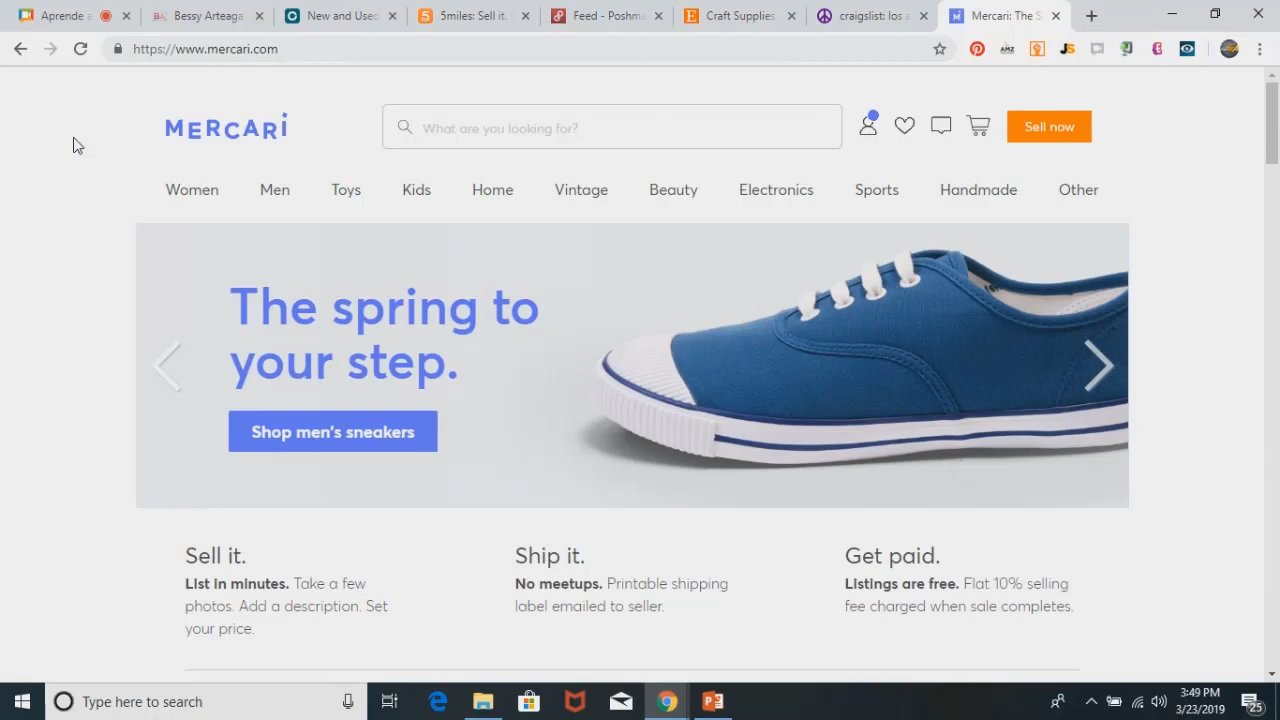 Aprende a
Bessy Arteaga
New and Used
5miles: Sell it.
Feed - Poshma
Craft Supplies
craigslist: los a
Mercari: The S
https://www.mercari.com
MERCARI
What are you looking for?
Sell now
Women Men Toys Kids Home Vintage Beauty Electronics Sports Handmade Other
The spring to
your step.
Shop men's sneakers
Sell it.
List in minutes. Take a few
photos. Add a description. Set
your price.
Ship it.
No meetups. Printable shipping
label emailed to seller.
Get paid.
Listings are free. Flat 10% selling
fee charged when sale completes.
Type here to search
3:49 PM
3/23/2019
25